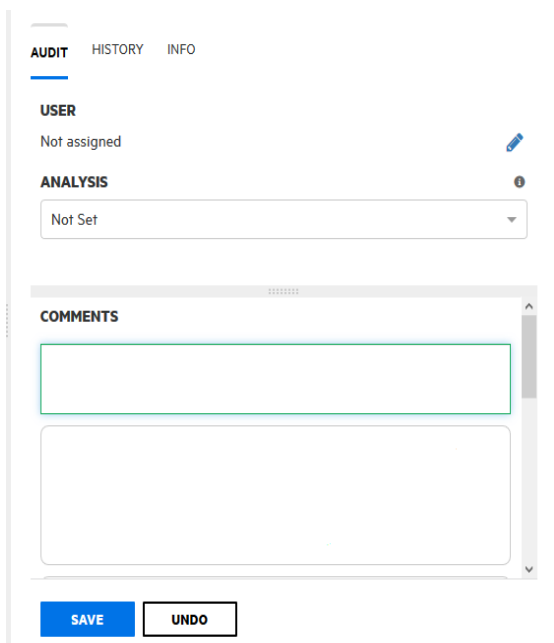 AUDIT HISTORY INFO
USER
Not assigned
ANALYSIS
Not Set
COMMENTS
SAVE UNDO